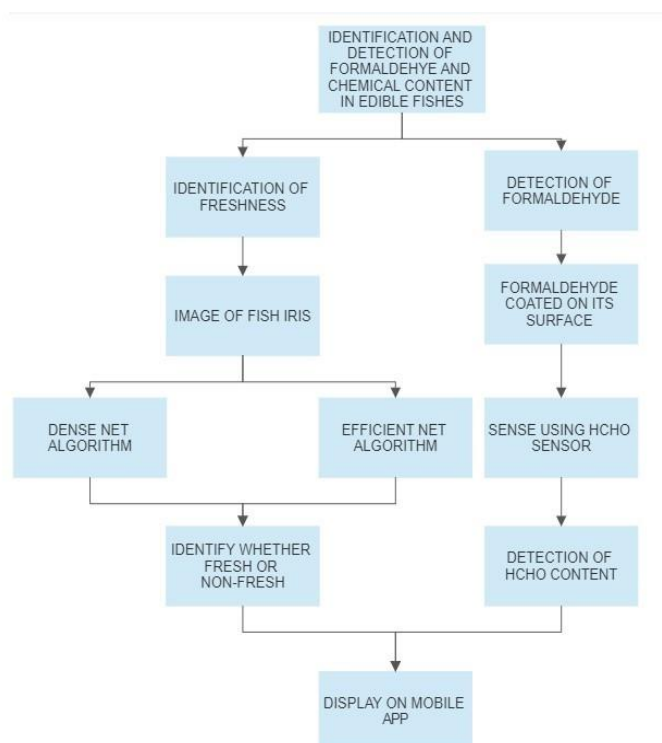 IDENTIFICATION AND
DETECTION OF
FORMALDEHYE AND
CHEMICAL CONTENT
IN EDIBLE FISHES
IDENTIFICATION OF
FRESHNESS
DETECTION OF
FORMALDEHYDE
IMAGE OF FISH IRIS
FORMALDEHYDE
COATED ON ITS
SURFACE
DENSE NET
ALGORITHM
EFFICIENT NET
ALGORITHM
SENSE USING HCHO
SENSOR
IDENTIFY WHETHER
FRESH OR
NON-FRESH
DETECTION OF
HCHO CONTENT
DISPLAY ON MOBILE
APP